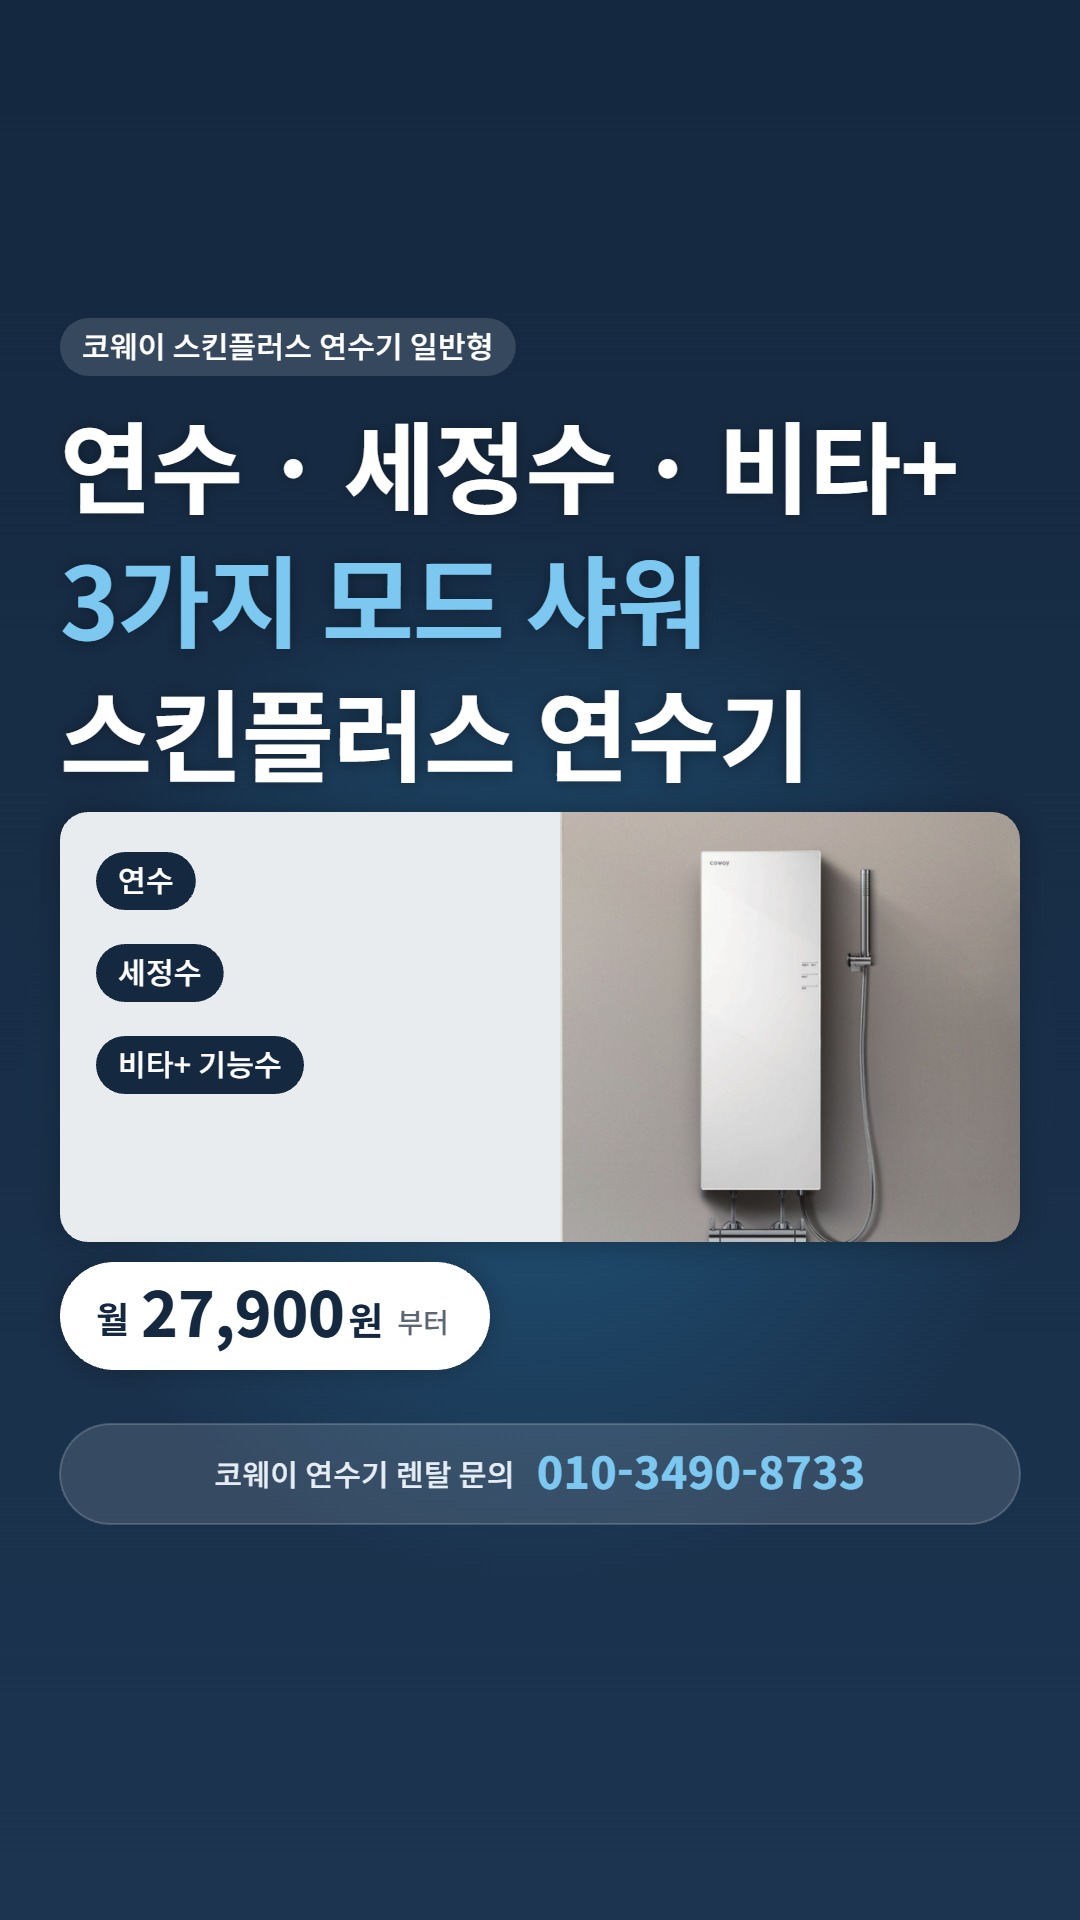 코웨이 스킨플러스 연수기 일반형
연수 · 세정수 · 비타+
3가지 모드 샤워
스킨플러스 연수기
연수
세정수
비타+ 기능수
coway
월 27,900원 부터
코웨이 연수기 렌탈 문의 010-3490-8733